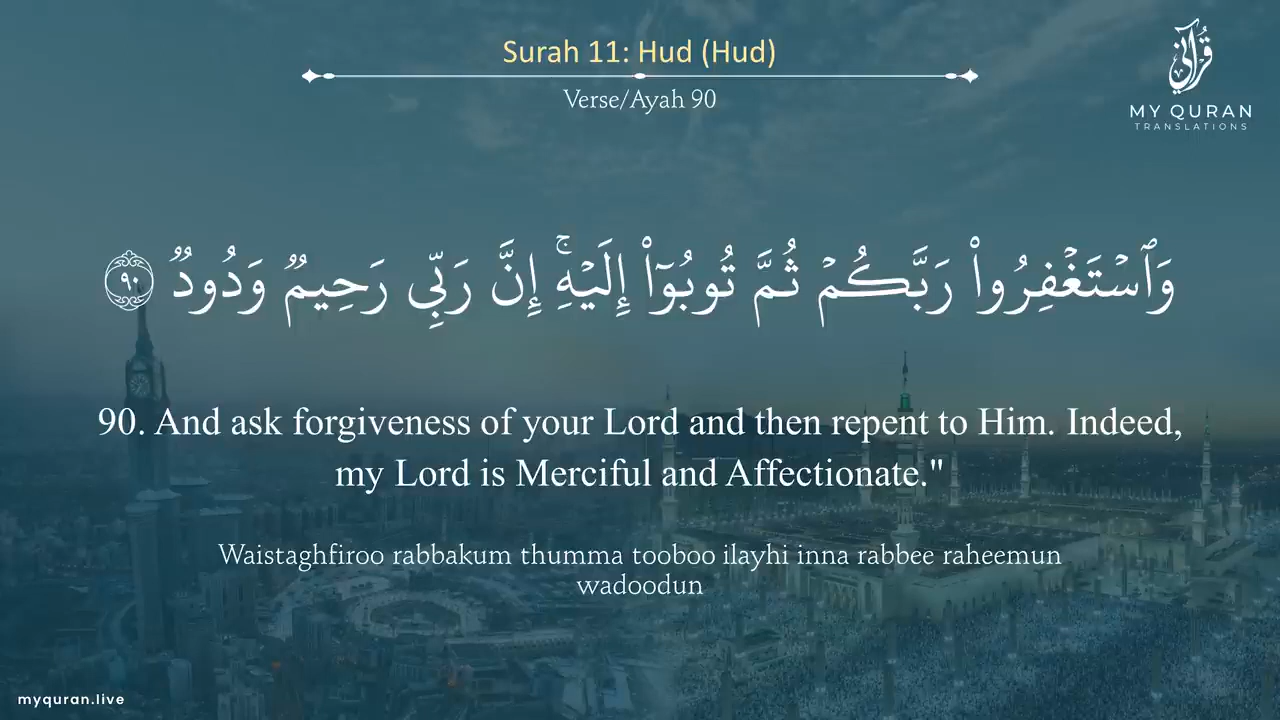 Surah 11: Hud (Hud)
Verse/Ayah 90
قرآني
MY QURAN
TRANSLATIONS
وَٱسۡتَغۡفِرُواْ رَبَّكُمۡ ثُمَّ تُوبُوٓاْ إِلَيۡهِۚ إِنَّ رَبِّي رَحِيمٞ وَدُودٞ ٩٠
90. And ask forgiveness of your Lord and then repent to Him. Indeed,
my Lord is Merciful and Affectionate."
Waistaghfiroo rabbakum thumma tooboo ilayhi inna rabbee raheemun
wadoodun
myquran.live